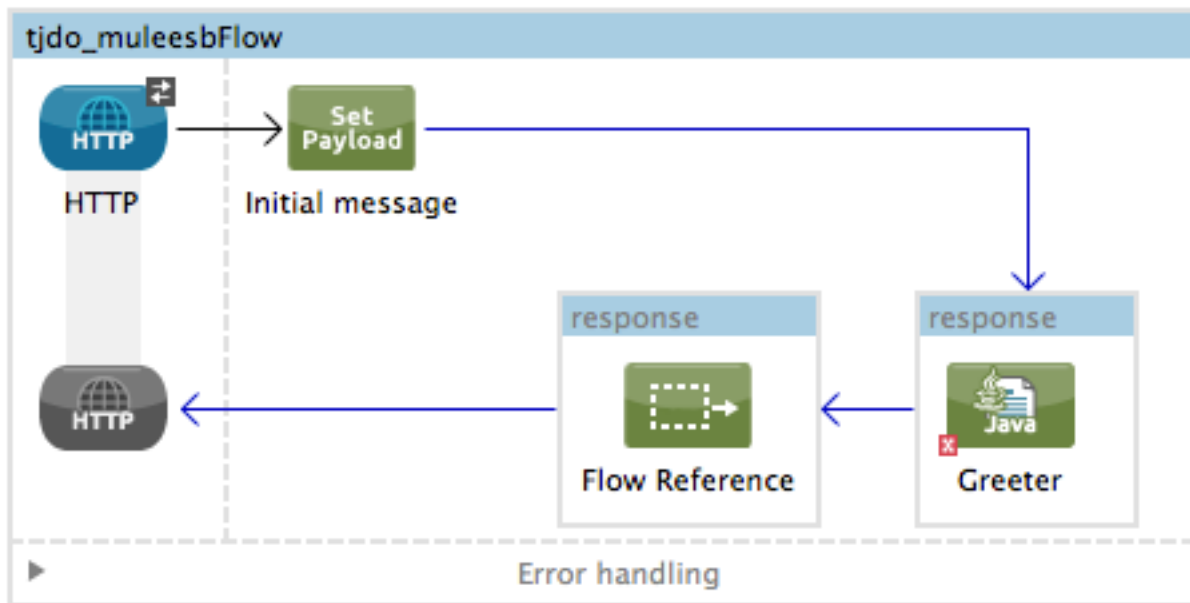 tjdo_muleesbFlow
HTTP
Set
Payload
HTTP
Initial message
response
response
HTTP
Java
x
Flow Reference
Greeter
Error handling